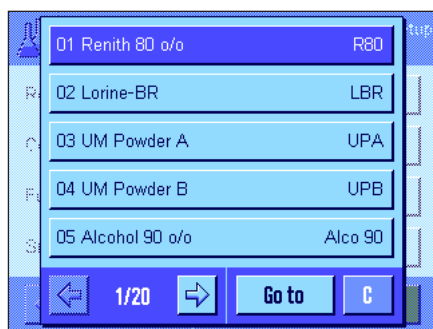 01 Renith 80 o/o R80
02 Lorine-BR LBR
03 UM Powder A UPA
04 UM Powder B UPB
05 Alcohol 90 o/o Alco 90
1/20 Go to C